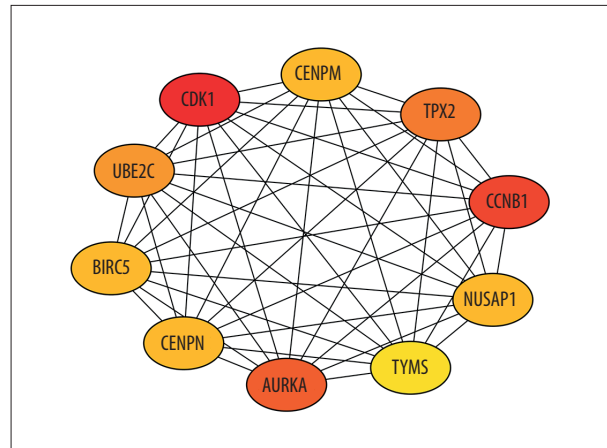 CENPM
CDK1
TPX2
UBE2C
CCNB1
BIRC5
NUSAP1
CENPN
TYMS
AURKA